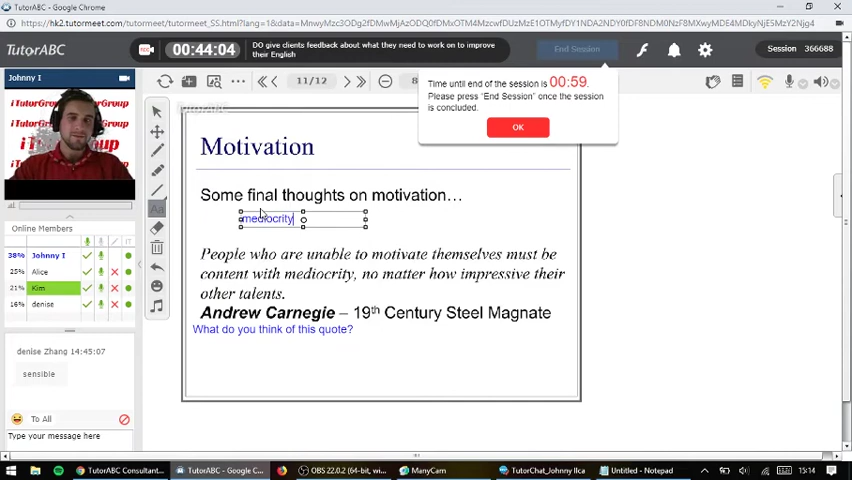 TutorABC - Google Chrome
https://hk2.tutormeet.com/tutormeet/tutormeet_SS.html?lang=1&data=
TutorABC
REC
00:44:04
DO give clients feedback about what they need to work on to improve
their English
End Session
Session 366688
Johnny I
11/12
8
Time until end of the session is 00:59.
Please press "End Session" once the session
is concluded.
OK
TutorABC
iTutorGroup
Motivation
Some final thoughts on motivation…
mediocrity
People who are unable to motivate themselves must be
content with mediocrity, no matter how impressive their
other talents.
Andrew Carnegie – 19th Century Steel Magnate
What do you think of this quote?
Aa
Online Members
38% Johnny I
25% Alice
21% Kim
16% denise
denise Zhang 14:45:07
sensible
To All
Type your message here
TutorABC Consultant...
TutorABC - Google C...
OBS 22.0.2 (64-bit, wi...
ManyCam
TutorChat_Johnny Ilca
Untitled - Notepad
15:14